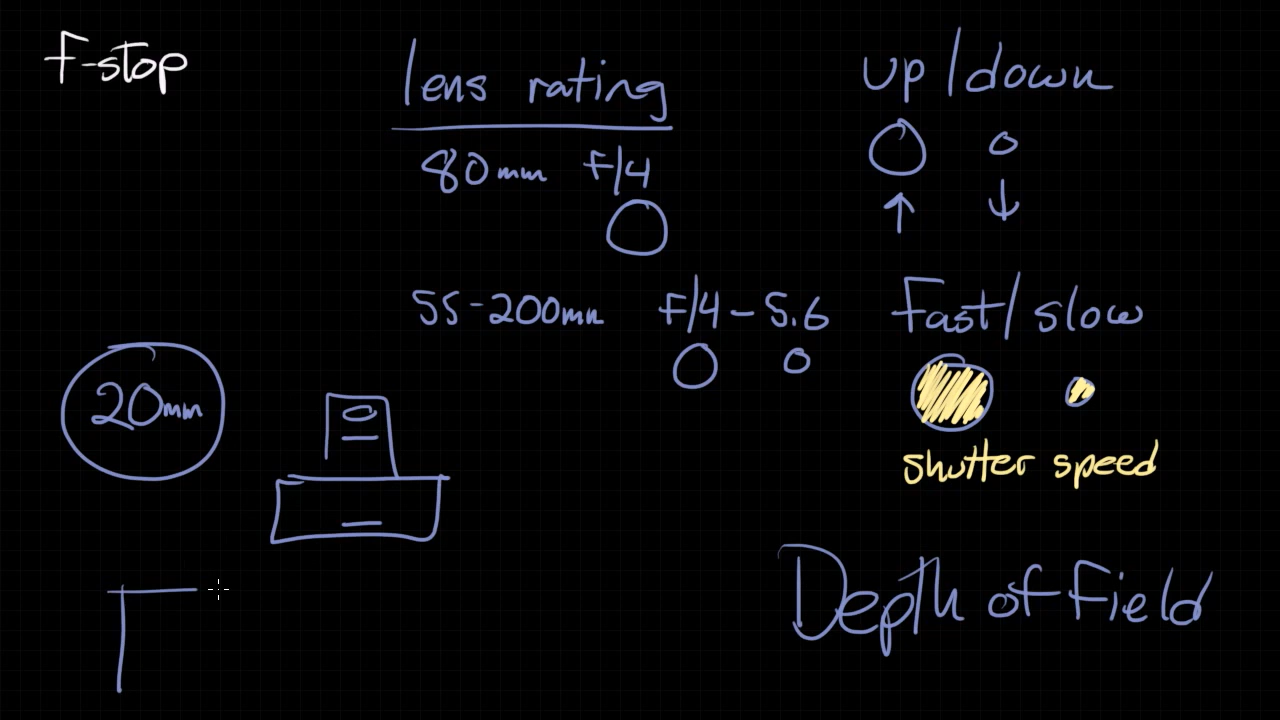 F-stop
lens rating
80mm F/4
55-200mm F/4-5.6
up/down
Fast/slow
shutter speed
20mm
Depth of Field